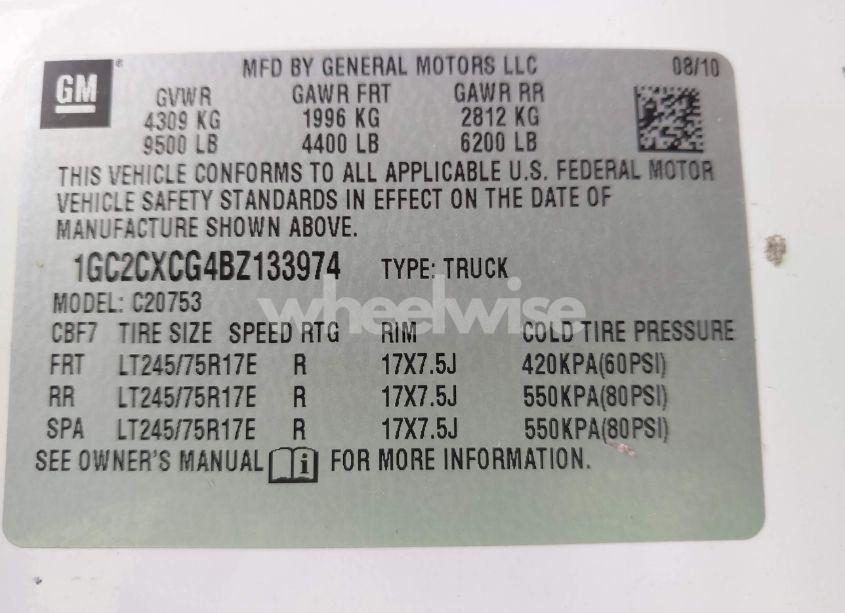 GM
MFD BY GENERAL MOTORS LLC 08/10
GVWR GAWR FRT GAWR RR
4309 KG 1996 KG 2812 KG
9500 LB 4400 LB 6200 LB
THIS VEHICLE CONFORMS TO ALL APPLICABLE U.S. FEDERAL MOTOR
VEHICLE SAFETY STANDARDS IN EFFECT ON THE DATE OF
MANUFACTURE SHOWN ABOVE.
1GC2CXCG4BZ133974 TYPE: TRUCK
MODEL: C20753
wheelwise
CBF7 TIRE SIZE SPEED RTG RIM COLD TIRE PRESSURE
FRT LT245/75R17E R 17X7.5J 420KPA(60PSI)
RR LT245/75R17E R 17X7.5J 550KPA(80PSI)
SPA LT245/75R17E R 17X7.5J 550KPA(80PSI)
SEE OWNER'S MANUAL i FOR MORE INFORMATION.